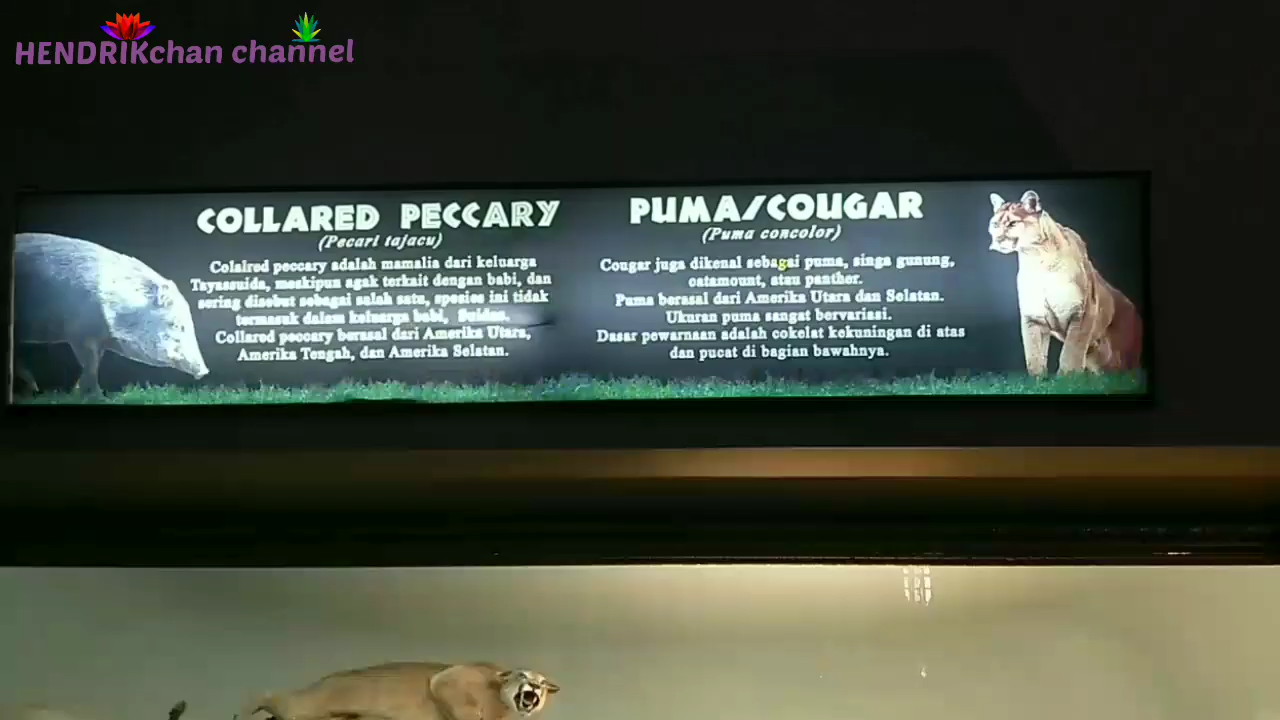 HENDRIKchan channel
COLLARED PECCARY
(Pecari tajacu)
Colalred peccary adalah mamalia dari keluarga
Tayassuida, meskipun agak terkait dengan babi, dan
sering disebut sebagai salah satu, spesies ini tidak
termasuk dalam keluarga babi, Suidae.
Collared peccary berasal dari Amerika Utara,
Amerika Tengah, dan Amerika Selatan.
PUMA/COUGAR
(Puma concolor)
Cougar juga dikenal sebagai puma, singa gunung,
catamount, atau panther.
Puma berasal dari Amerika Utara dan Selatan.
Ukuran puma sangat bervariasi.
Dasar pewarnaan adalah cokelat kekuningan di atas
dan pucat di bagian bawahnya.